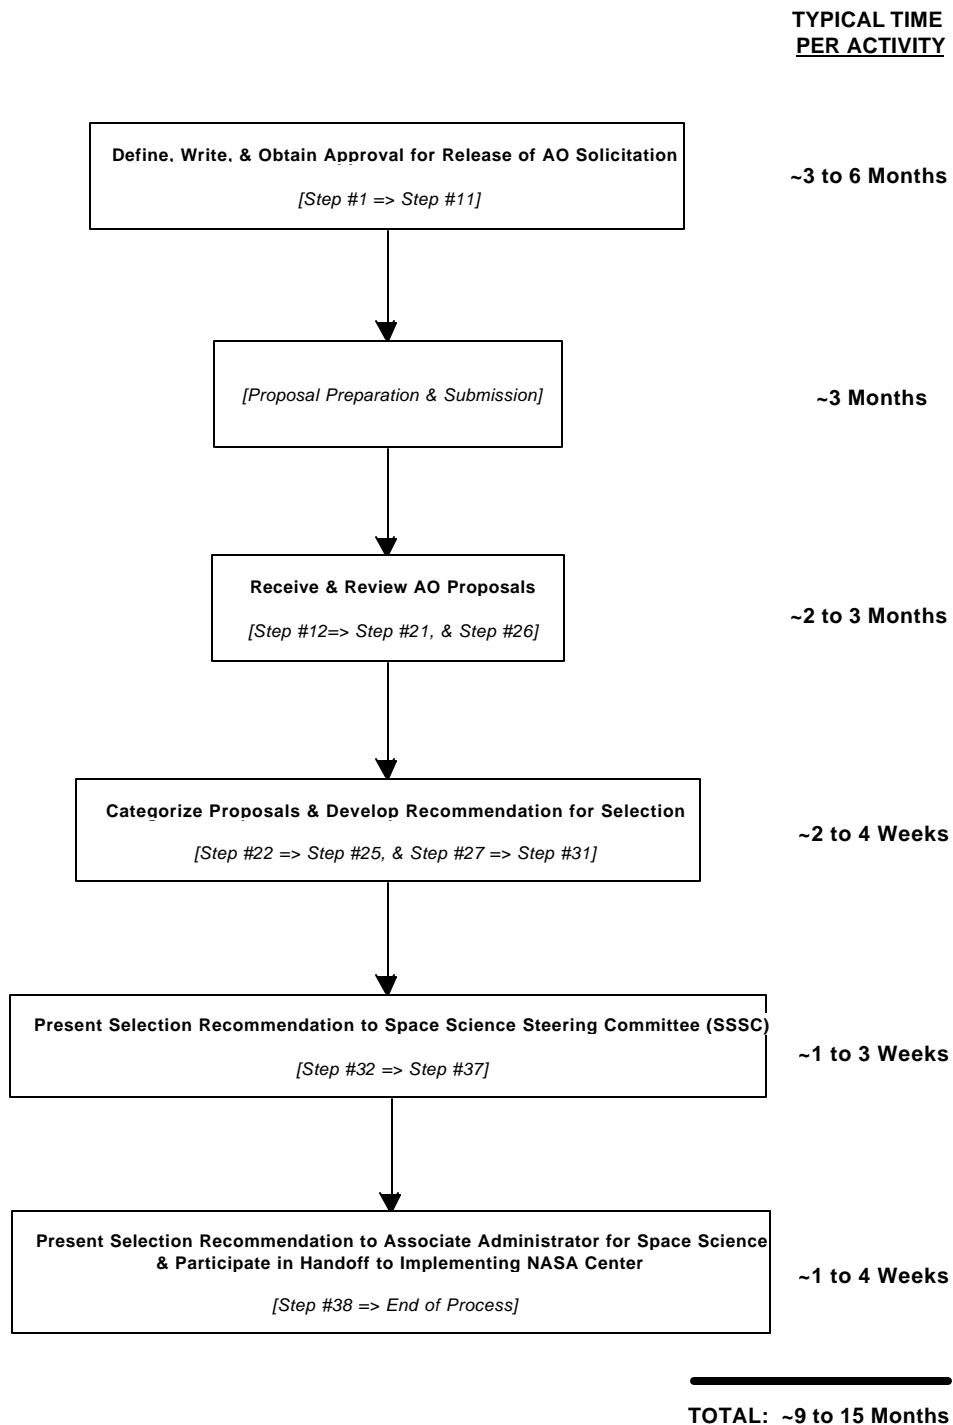 TYPICAL TIME
PER ACTIVITY
Define, Write, & Obtain Approval for Release of AO Solicitation
[Step #1 => Step #11]
~3 to 6 Months
[Proposal Preparation & Submission]
~3 Months
Receive & Review AO Proposals
[Step #12=> Step #21, & Step #26]
~2 to 3 Months
Categorize Proposals & Develop Recommendation for Selection
[Step #22 => Step #25, & Step #27 => Step #31]
~2 to 4 Weeks
Present Selection Recommendation to Space Science Steering Committee (SSSC)
[Step #32 => Step #37]
~1 to 3 Weeks
Present Selection Recommendation to Associate Administrator for Space Science
& Participate in Handoff to Implementing NASA Center
[Step #38 => End of Process]
~1 to 4 Weeks
TOTAL: ~9 to 15 Months